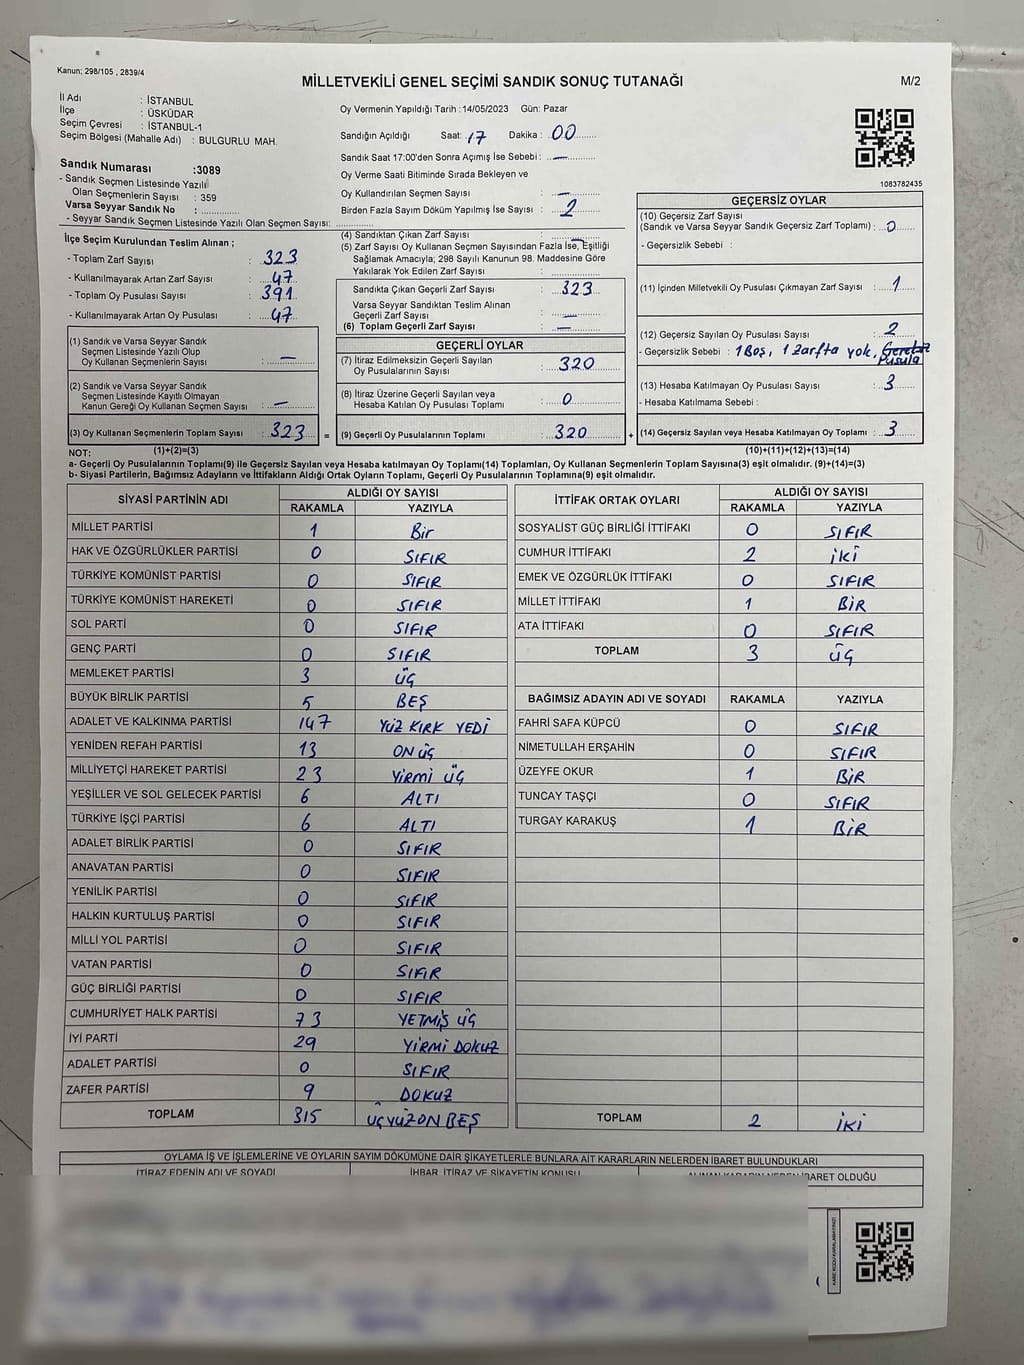 Kanun; 298/105 , 2839/4
MİLLETVEKİLİ GENEL SEÇİMİ SANDIK SONUÇ TUTANAĞI
M/2
İl Adı : İSTANBUL
İlçe : ÜSKÜDAR
Seçim Çevresi : İSTANBUL-1
Seçim Bölgesi (Mahalle Adı) : BULGURLU MAH.
Oy Vermenin Yapıldığı Tarih : 14/05/2023 Gün: Pazar
Sandığın Açıldığı Saat: 17 Dakika : 00
Sandık Saat 17:00'den Sonra Açımış İse Sebebi : —
Oy Verme Saati Bitiminde Sırada Bekleyen ve
Oy Kullandırılan Seçmen Sayısı : —
Birden Fazla Sayım Döküm Yapılmış İse Sayısı : 2
1083782435
Sandık Numarası :3089
- Sandık Seçmen Listesinde Yazılı
Olan Seçmenlerin Sayısı : 359
Varsa Seyyar Sandık No :
- Seyyar Sandık Seçmen Listesinde Yazılı Olan Seçmen Sayısı:
İlçe Seçim Kurulundan Teslim Alınan ;
- Toplam Zarf Sayısı : 323
- Kullanılmayarak Artan Zarf Sayısı : 47
- Toplam Oy Pusulası Sayısı : 391
- Kullanılmayarak Artan Oy Pusulası : 47
(1) Sandık ve Varsa Seyyar Sandık
Seçmen Listesinde Yazılı Olup
Oy Kullanan Seçmenlerin Sayısı : —
(2) Sandık ve Varsa Seyyar Sandık
Seçmen Listesinde Kayıtlı Olmayan
Kanun Gereği Oy Kullanan Seçmen Sayısı : —
(3) Oy Kullanan Seçmenlerin Toplam Sayısı : 323
(1)+(2)=(3)
(4) Sandıktan Çıkan Zarf Sayısı : —
(5) Zarf Sayısı Oy Kullanan Seçmen Sayısından Fazla İse, Eşitliği
Sağlamak Amacıyla; 298 Sayılı Kanunun 98. Maddesine Göre
Yakılarak Yok Edilen Zarf Sayısı :
Sandıkta Çıkan Geçerli Zarf Sayısı : 323
Varsa Seyyar Sandıktan Teslim Alınan
Geçerli Zarf Sayısı : —
(6) Toplam Geçerli Zarf Sayısı : —
GEÇERLİ OYLAR
(7) İtiraz Edilmeksizin Geçerli Sayılan
Oy Pusulalarının Sayısı : 320
(8) İtiraz Üzerine Geçerli Sayılan veya
Hesaba Katılan Oy Pusulası Toplamı : 0
= (9) Geçerli Oy Pusulalarının Toplamı : 320
GEÇERSİZ OYLAR
(10) Geçersiz Zarf Sayısı
(Sandık ve Varsa Seyyar Sandık Geçersiz Zarf Toplamı) : 0
- Geçersizlik Sebebi :
(11) İçinden Milletvekili Oy Pusulası Çıkmayan Zarf Sayısı : 1
(12) Geçersiz Sayılan Oy Pusulası Sayısı : 2
- Geçersizlik Sebebi : 1 Boş, 1 zarfta yok,
Pusula
(13) Hesaba Katılmayan Oy Pusulası Sayısı : 3
- Hesaba Katılmama Sebebi :
+ (14) Geçersiz Sayılan veya Hesaba Katılmayan Oy Toplamı : 3
(10)+(11)+(12)+(13)=(14)
NOT:
a- Geçerli Oy Pusulalarının Toplamı(9) ile Geçersiz Sayılan veya Hesaba katılmayan Oy Toplamı(14) Toplamları, Oy Kullanan Seçmenlerin Toplam Sayısına(3) eşit olmalıdır. (9)+(14)=(3)
b- Siyasi Partilerin, Bağımsız Adayların ve İttifakların Aldığı Ortak Oyların Toplamı, Geçerli Oy Pusulalarının Toplamına(9) eşit olmalıdır.
SİYASİ PARTİNİN ADI ALDIĞI OY SAYISI
RAKAMLA YAZIYLA
MİLLET PARTİSİ 1 Bir
HAK VE ÖZGÜRLÜKLER PARTİSİ 0 SIFIR
TÜRKİYE KOMÜNİST PARTİSİ 0 SIFIR
TÜRKİYE KOMÜNİST HAREKETİ 0 SIFIR
SOL PARTİ 0 SIFIR
GENÇ PARTİ 0 SIFIR
MEMLEKET PARTİSİ 3 ÜÇ
BÜYÜK BİRLİK PARTİSİ 5 BEŞ
ADALET VE KALKINMA PARTİSİ 147 YÜZ KIRK YEDİ
YENİDEN REFAH PARTİSİ 13 ON ÜÇ
MİLLİYETÇİ HAREKET PARTİSİ 23 YİRMİ ÜÇ
YEŞİLLER VE SOL GELECEK PARTİSİ 6 ALTI
TÜRKİYE İŞÇİ PARTİSİ 6 ALTI
ADALET BİRLİK PARTİSİ 0 SIFIR
ANAVATAN PARTİSİ 0 SIFIR
YENİLİK PARTİSİ 0 SIFIR
HALKIN KURTULUŞ PARTİSİ 0 SIFIR
MİLLİ YOL PARTİSİ 0 SIFIR
VATAN PARTİSİ 0 SIFIR
GÜÇ BİRLİĞİ PARTİSİ 0 SIFIR
CUMHURİYET HALK PARTİSİ 73 YETMİŞ ÜÇ
İYİ PARTİ 29 YİRMİ DOKUZ
ADALET PARTİSİ 0 SIFIR
ZAFER PARTİSİ 9 DOKUZ
TOPLAM 315 ÜÇYÜZ ON BEŞ
İTTİFAK ORTAK OYLARI ALDIĞI OY SAYISI
RAKAMLA YAZIYLA
SOSYALİST GÜÇ BİRLİĞİ İTTİFAKI 0 SIFIR
CUMHUR İTTİFAKI 2 İKİ
EMEK VE ÖZGÜRLÜK İTTİFAKI 0 SIFIR
MİLLET İTTİFAKI 1 BİR
ATA İTTİFAKI 0 SIFIR
TOPLAM 3 ÜÇ
BAĞIMSIZ ADAYIN ADI VE SOYADI RAKAMLA YAZIYLA
FAHRİ SAFA KÜPCÜ 0 SIFIR
NİMETULLAH ERŞAHİN 0 SIFIR
ÜZEYFE OKUR 1 BİR
TUNCAY TAŞÇI 0 SIFIR
TURGAY KARAKUŞ 1 BİR
TOPLAM 2 İKİ
OYLAMA İŞ VE İŞLEMLERİNE VE OYLARIN SAYIM DÖKÜMÜNE DAİR ŞİKAYETLERLE BUNLARA AİT KARARLARIN NELERDEN İBARET BULUNDUKLARI
İTİRAZ EDENİN ADI VE SOYADI İHBAR, İTİRAZ VE ŞİKAYETİN KONUSU ALINAN KARARIN NEDEN İBARET OLDUĞU